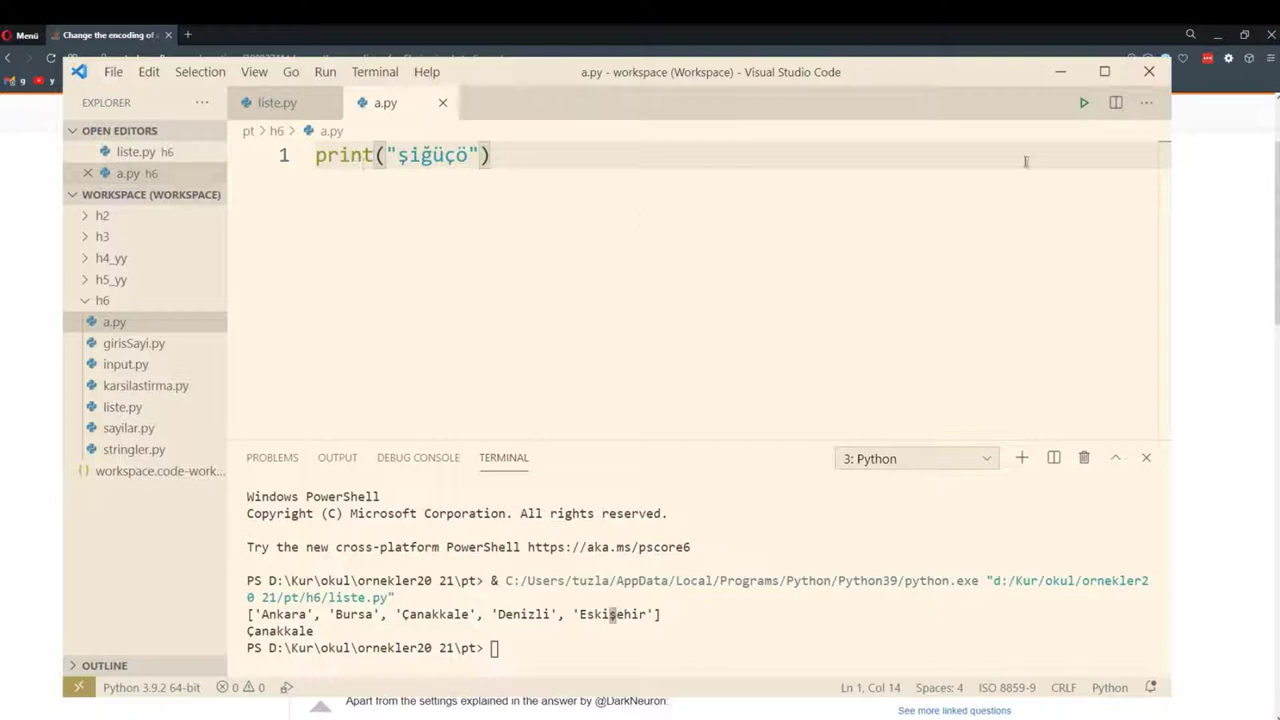 Menü
Change the encoding of
g
y
File Edit Selection View Go Run Terminal Help
a.py - workspace (Workspace) - Visual Studio Code
EXPLORER
liste.py
a.py
OPEN EDITORS
pt > h6 > a.py
liste.py h6
a.py h6
1 print("şiğüçö")
WORKSPACE (WORKSPACE)
h2
h3
h4_yy
h5_yy
h6
a.py
girisSayi.py
input.py
karsilastirma.py
liste.py
sayilar.py
stringler.py
workspace.code-work...
PROBLEMS OUTPUT DEBUG CONSOLE TERMINAL
3: Python
Windows PowerShell
Copyright (C) Microsoft Corporation. All rights reserved.
Try the new cross-platform PowerShell https://aka.ms/pscore6
PS D:\Kur\okul\ornekler20 21\pt> & C:/Users/tuzla/AppData/Local/Programs/Python/Python39/python.exe "d:/Kur/okul/ornekler2
0 21/pt/h6/liste.py"
['Ankara', 'Bursa', 'Çanakkale', 'Denizli', 'Eskişehir']
Çanakkale
PS D:\Kur\okul\ornekler20 21\pt>
OUTLINE
Python 3.9.2 64-bit 0 0
Ln 1, Col 14 Spaces: 4 ISO 8859-9 CRLF Python
Apart from the settings explained in the answer by @DarkNeuron:
See more linked questions